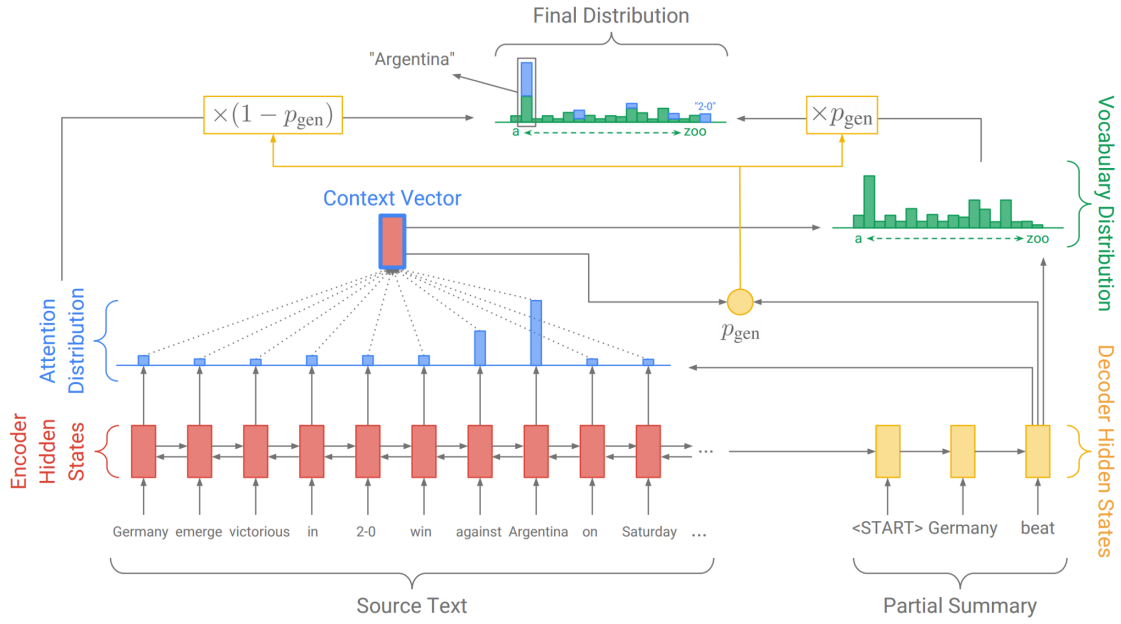 Final Distribution
"Argentina"
×(1 − p_gen)
"2-0"
×p_gen
a
zoo
Context Vector
a
zoo
Vocabulary Distribution
Attention
Distribution
p_gen
Encoder
Hidden
States
...
Decoder Hidden States
Germany emerge victorious in 2-0 win against Argentina on Saturday ...
<START> Germany beat
Source Text
Partial Summary